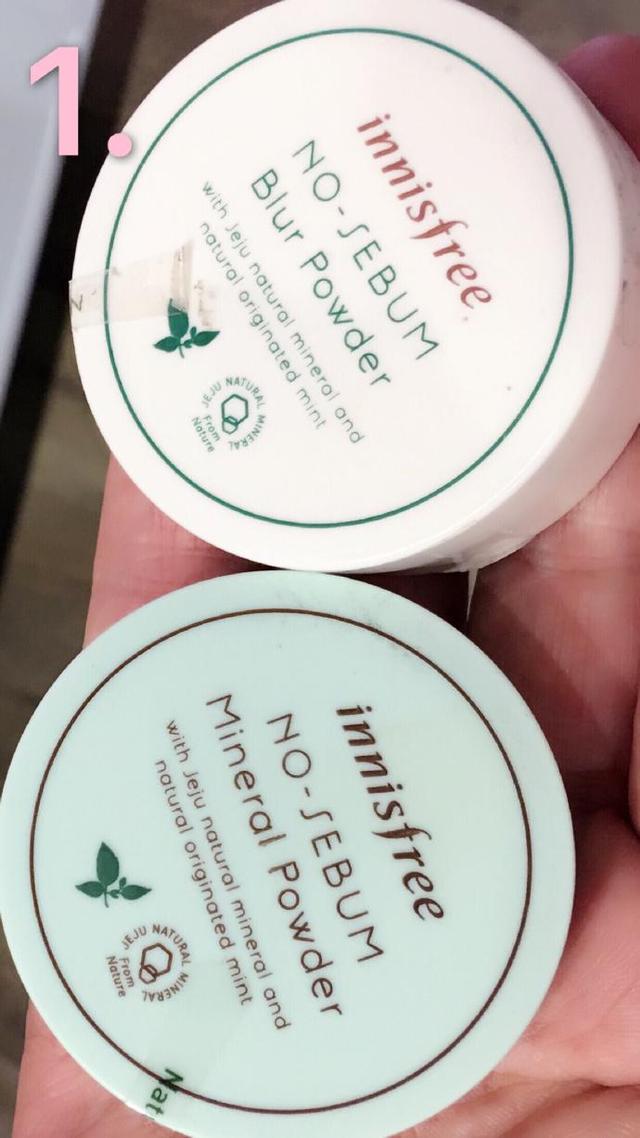 1.
innisfree
NO-SEBUM
Blur Powder
with Jeju natural mineral and
natural originated mint
JEJU NATURAL MINERAL
From
Nature
innisfree
NO-SEBUM
Mineral Powder
with Jeju natural mineral and
natural originated mint
JEJU NATURAL MINERAL
From
Nature
Nat